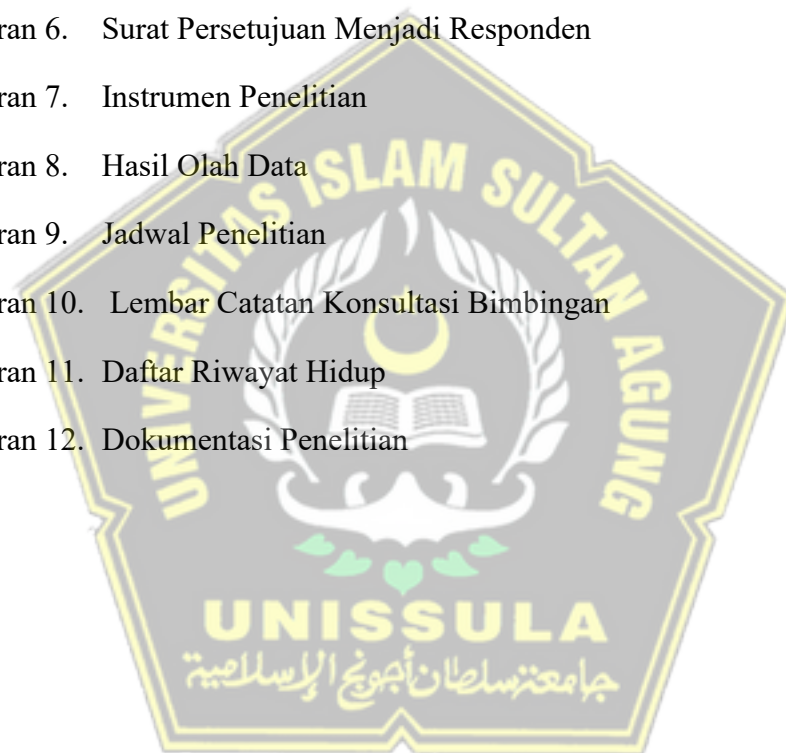 ran 6. Surat Persetujuan Menjadi Responden
ran 7. Instrumen Penelitian
ran 8. Hasil Olah Data
ran 9. Jadwal Penelitian
ran 10. Lembar Catatan Konsultasi Bimbingan
ran 11. Daftar Riwayat Hidup
ran 12. Dokumentasi Penelitian
UNIVERSITAS ISLAM SULTAN AGUNG
UNISSULA
جامعة سلطان أجونج الإسلامية